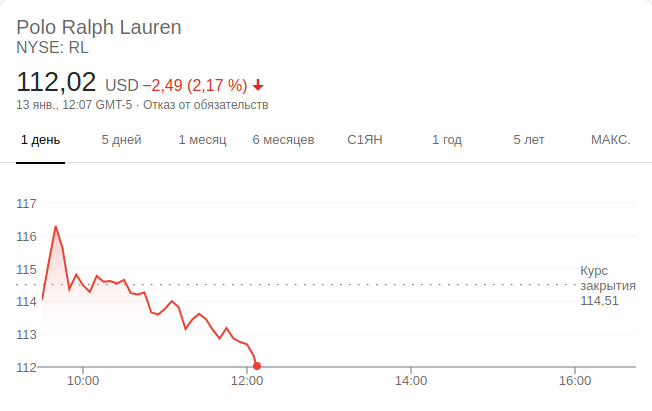 Polo Ralph Lauren
NYSE: RL
112,02 USD −2,49 (2,17 %)
13 янв., 12:07 GMT-5 · Отказ от обязательств
1 день 5 дней 1 месяц 6 месяцев С1ЯН 1 год 5 лет МАКС.
117
116
115
114
113
112
Курс
закрытия
114,51
10:00 12:00 14:00 16:00